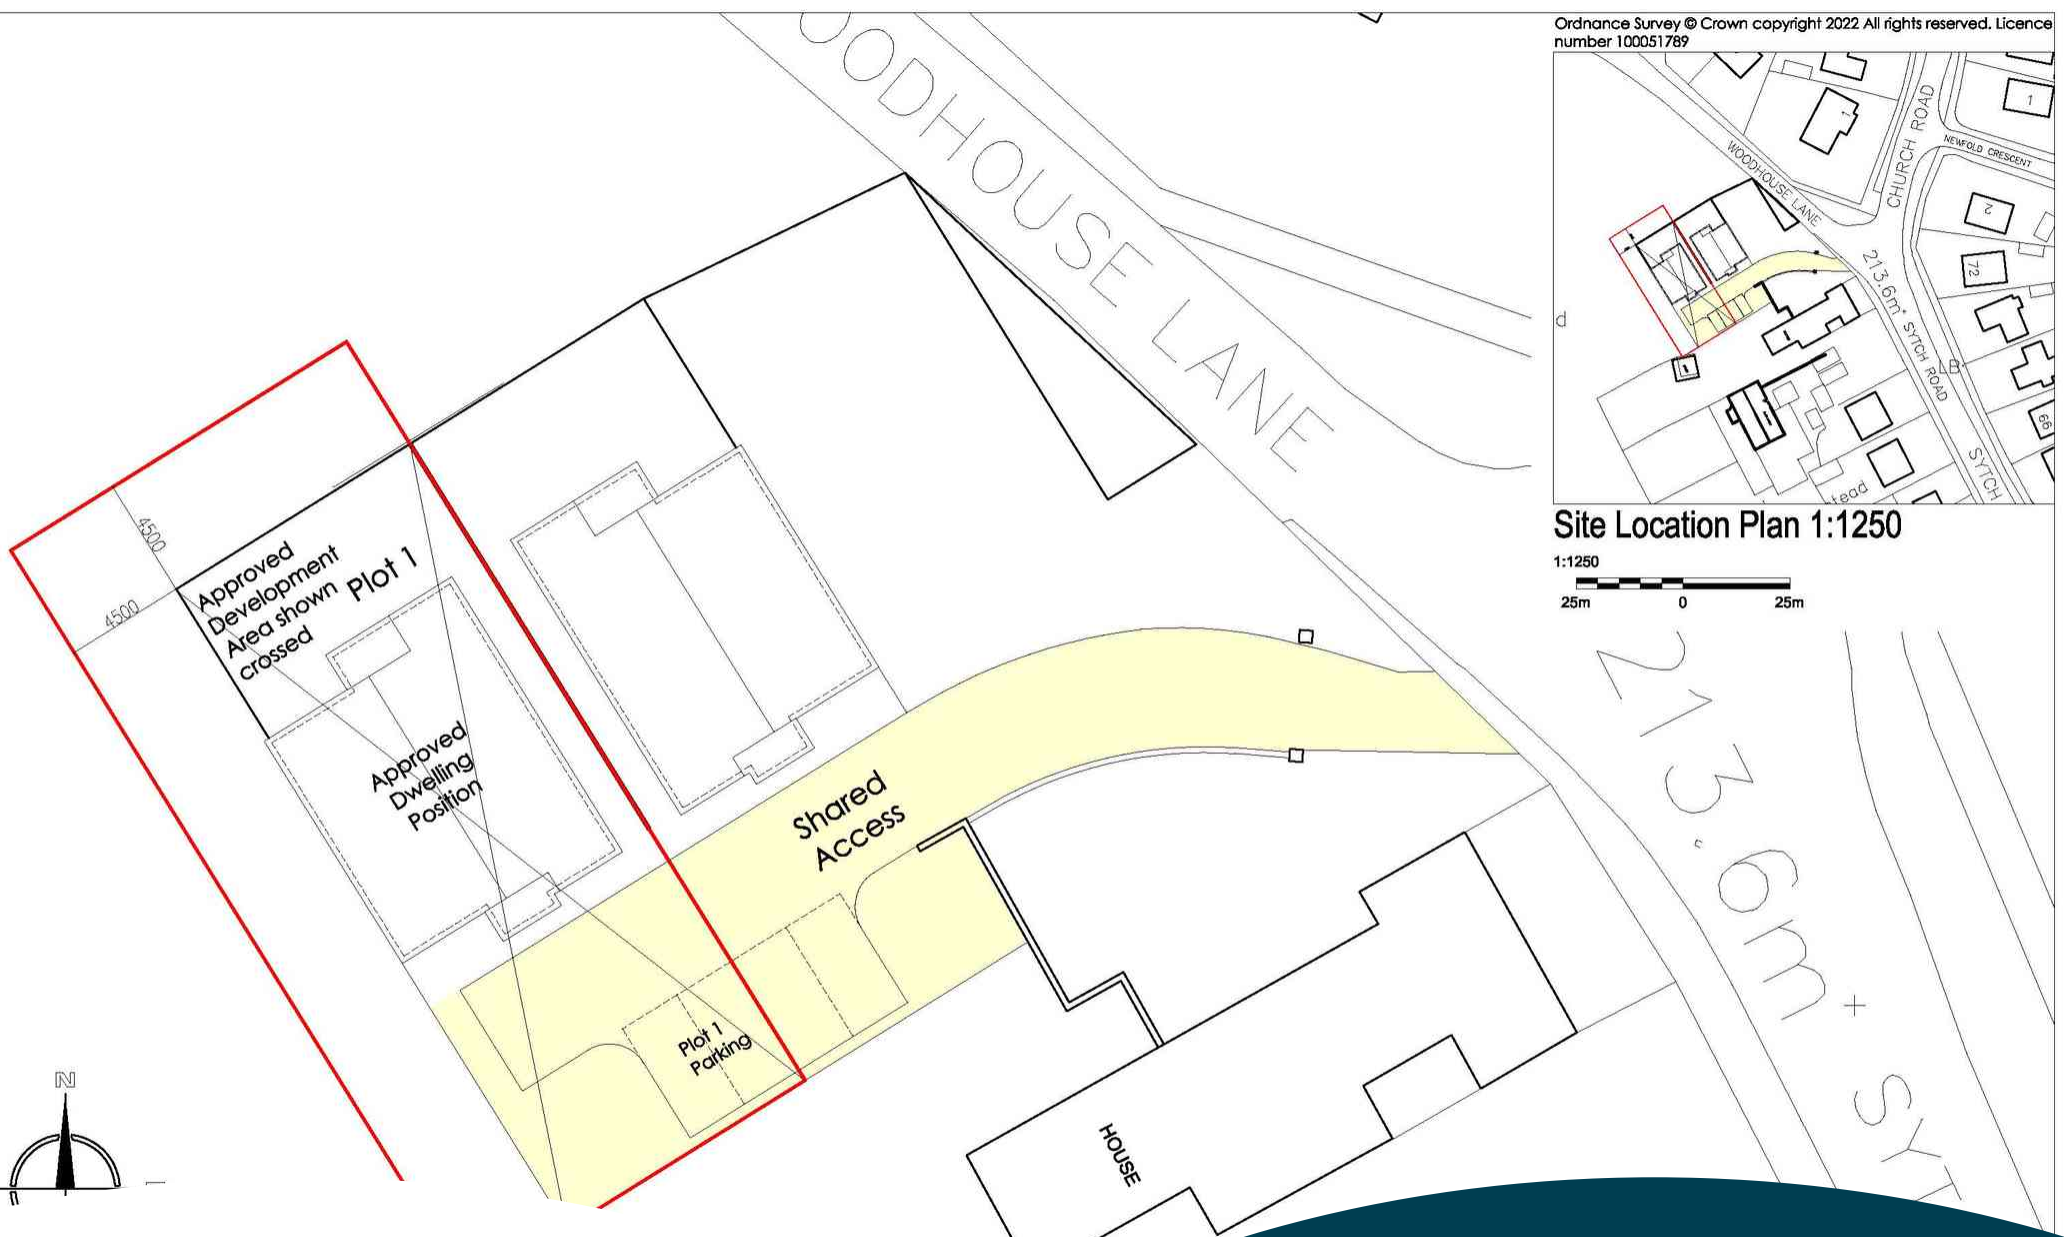 Ordnance Survey © Crown copyright 2022 All rights reserved. Licence
number 100051789
OODHOUSE LANE
1
1
CHURCH ROAD
NEWFOLD CRESCENT
WOODHOUSE LANE
2
72
213.6m
SYTCH ROAD
LB
66
SYTCH
d
tead
Site Location Plan 1:1250
1:1250
25m 0 25m
4500
4500
Approved
Development
Area shown
crossed
Plot 1
Approved
Dwelling
Position
Shared
Access
Plot 1
Parking
HOUSE
213.6m
+
SYT
N